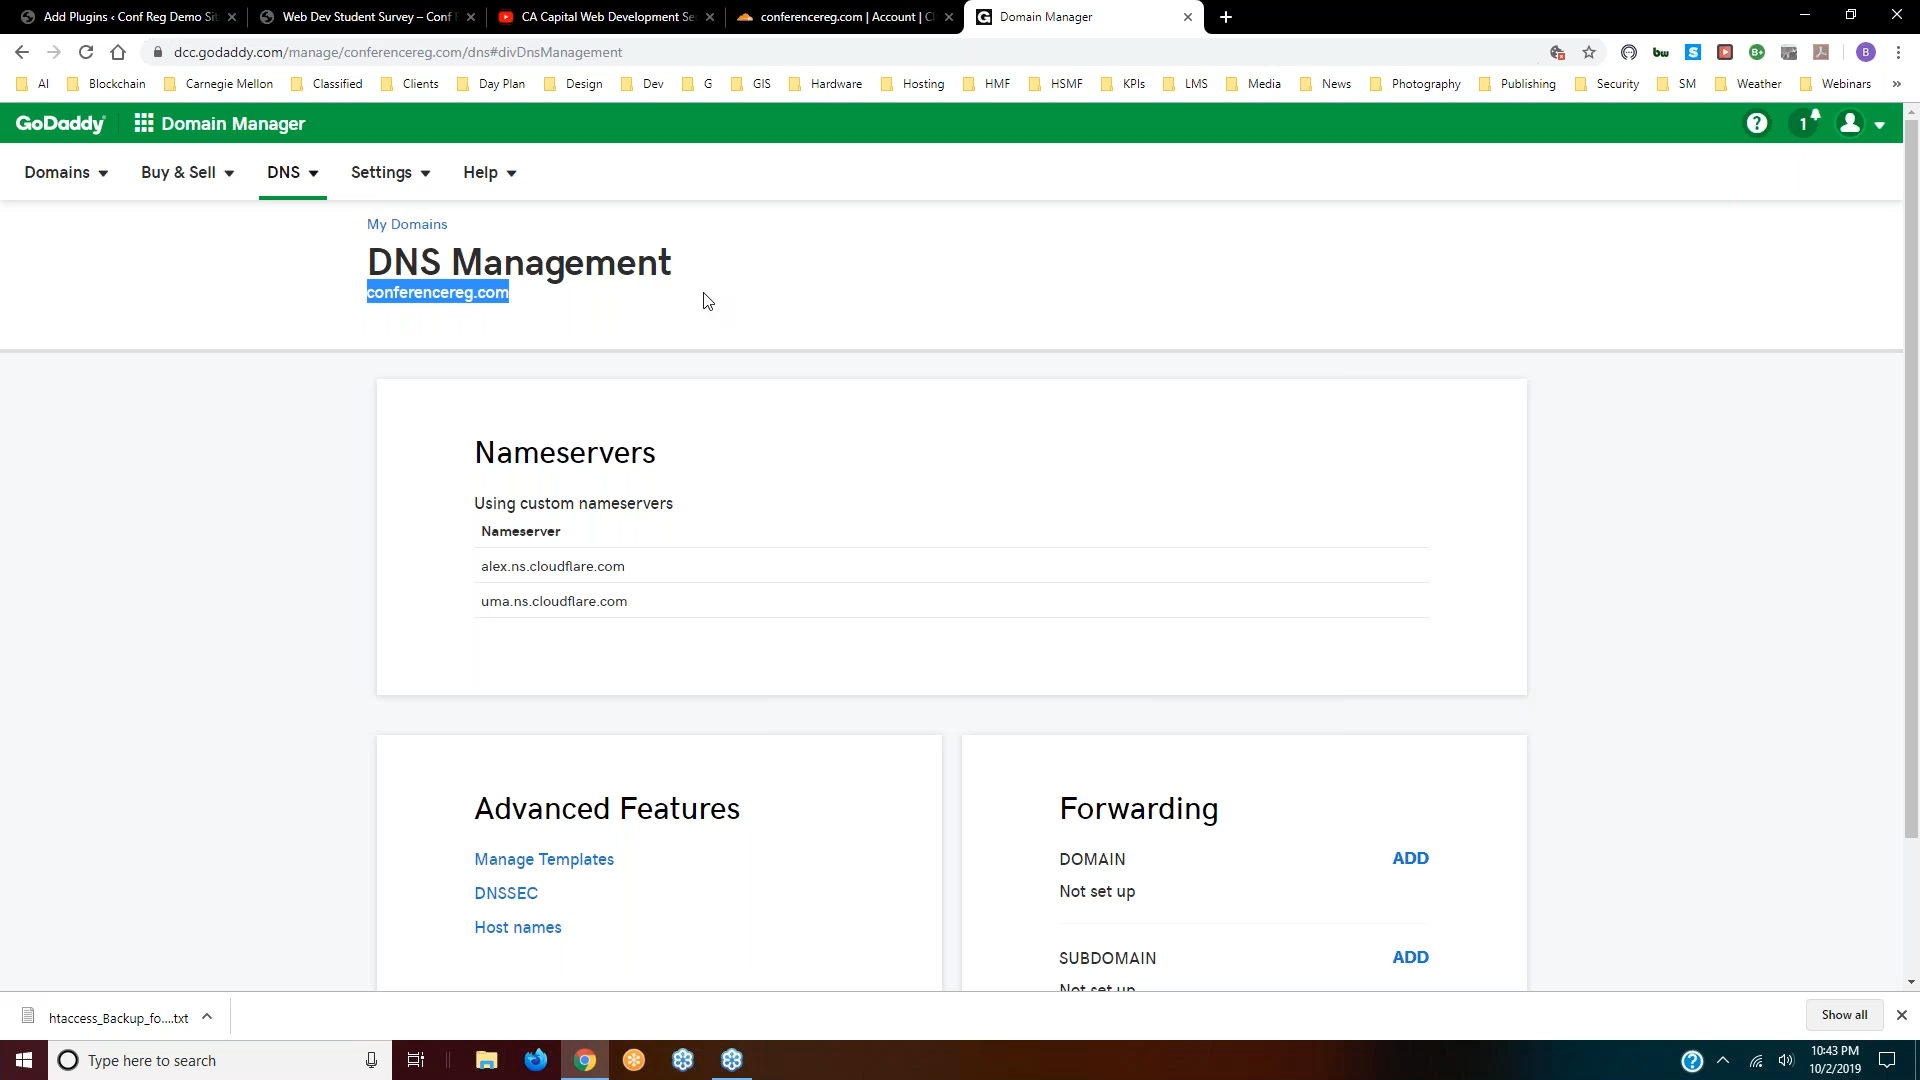 Add Plugins ‹ Conf Reg Demo Sit
Web Dev Student Survey – Conf
CA Capital Web Development Se
conferencereg.com | Account | Cl
Domain Manager
dcc.godaddy.com/manage/conferencereg.com/dns#divDnsManagement
AI
Blockchain
Carnegie Mellon
Classified
Clients
Day Plan
Design
Dev
G
GIS
Hardware
Hosting
HMF
HSMF
KPIs
LMS
Media
News
Photography
Publishing
Security
SM
Weather
Webinars
»
GoDaddy
Domain Manager
?
1
Domains
Buy & Sell
DNS
Settings
Help
My Domains
DNS Management
conferencereg.com
Nameservers
Using custom nameservers
Nameserver
alex.ns.cloudflare.com
uma.ns.cloudflare.com
Advanced Features
Manage Templates
DNSSEC
Host names
Forwarding
DOMAIN
ADD
Not set up
SUBDOMAIN
ADD
Not set up
htaccess_Backup_fo....txt
Show all
Type here to search
10:43 PM
10/2/2019